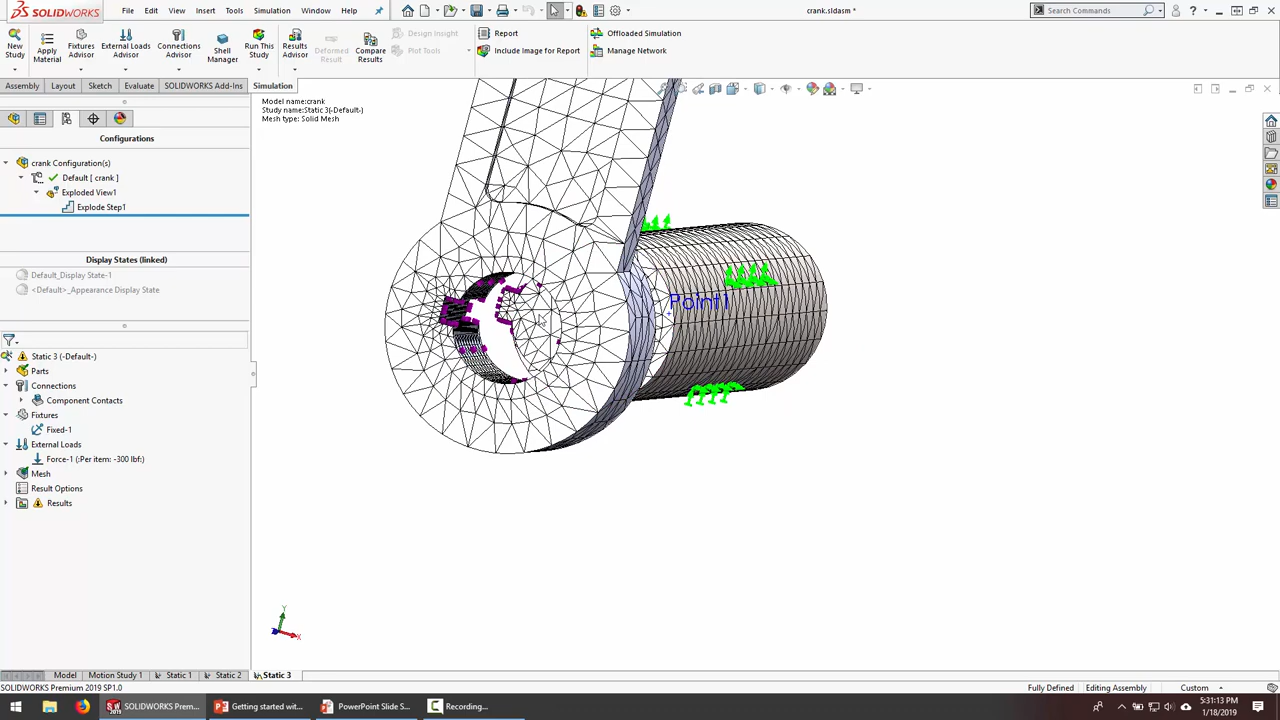 SOLIDWORKS
File Edit View Insert Tools Simulation Window Help
crank.sldasm *
Search Commands
New Study
Apply Material
Fixtures Advisor
External Loads Advisor
Connections Advisor
Shell Manager
Run This Study
Results Advisor
Deformed Result
Compare Results
Design Insight
Plot Tools
Report
Include Image for Report
Offloaded Simulation
Manage Network
Assembly Layout Sketch Evaluate SOLIDWORKS Add-Ins Simulation
Model name:crank
Study name:Static 3(-Default-)
Mesh type: Solid Mesh
Configurations
crank Configuration(s)
Default [ crank ]
Exploded View1
Explode Step1
Display States (linked)
Default_Display State-1
<Default>_Appearance Display State
Static 3 (-Default-)
Parts
Connections
Component Contacts
Fixtures
Fixed-1
External Loads
Force-1 (:Per item: -300 lbf:)
Mesh
Result Options
Results
Point1
Y
X
Model Motion Study 1 Static 1 Static 2 Static 3
SOLIDWORKS Premium 2019 SP1.0
Fully Defined Editing Assembly Custom
SOLIDWORKS Prem...
Getting started wit...
PowerPoint Slide S...
Recording...
5:31:13 PM
1/18/2019